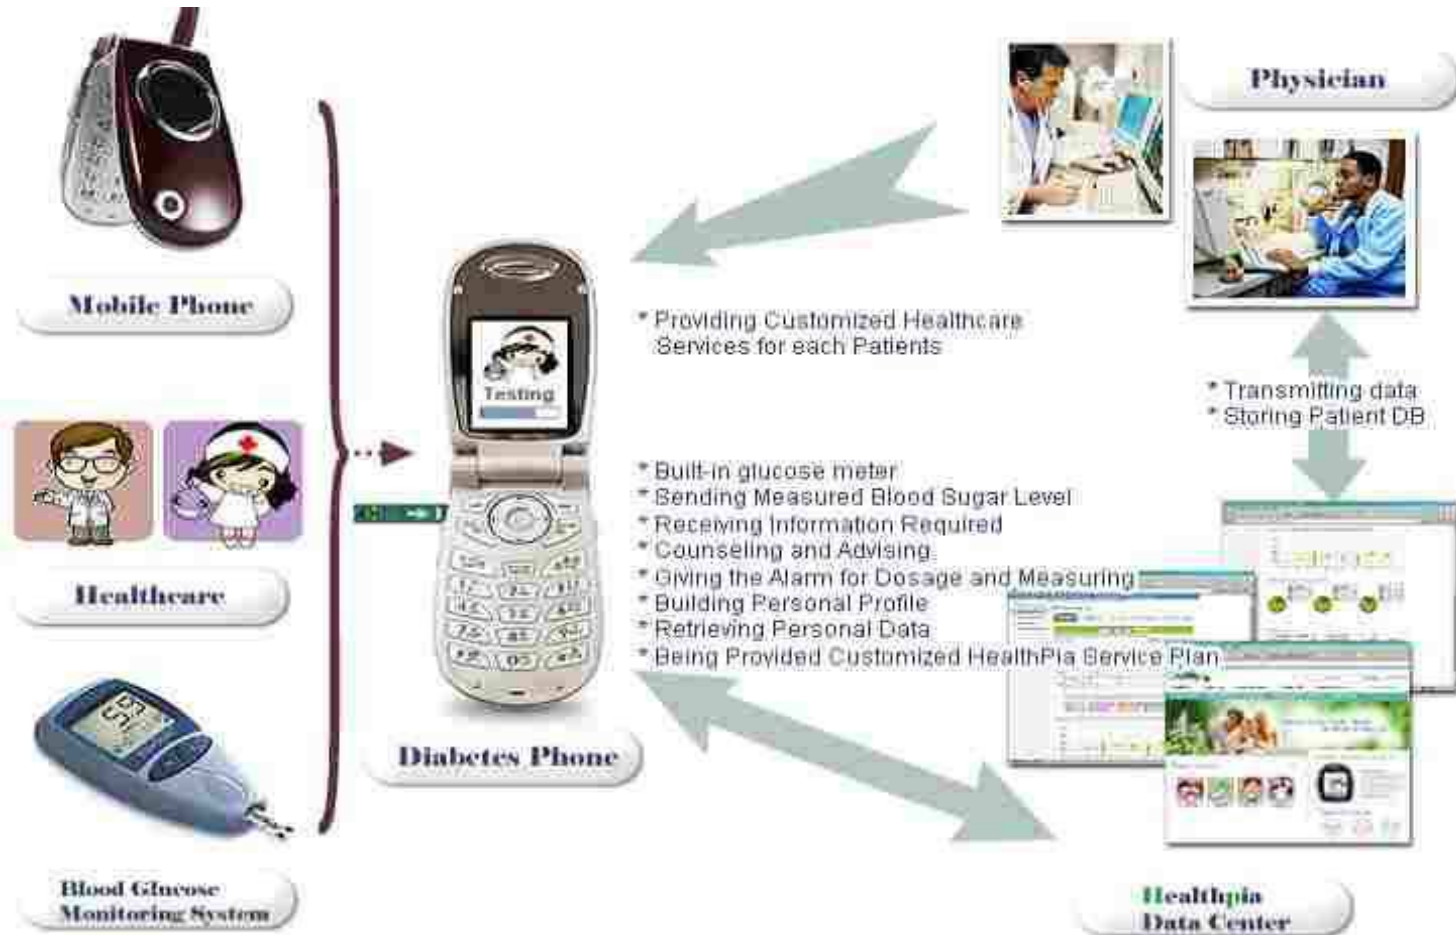 Physician
Mobile Phone
* Providing Customized Healthcare
Services for each Patients
Testing
* Transmitting data
* Storing Patient DB
* Built-in glucose meter
* Sending Measured Blood Sugar Level
* Receiving Information Required
* Counseling and Advising
* Giving the Alarm for Dosage and Measuring
* Building Personal Profile
* Retrieving Personal Data
* Being Provided Customized HealthPia Service Plan
Healthcare
Diabetes Phone
Blood Glucose
Monitoring System
Healthpia
Data Center